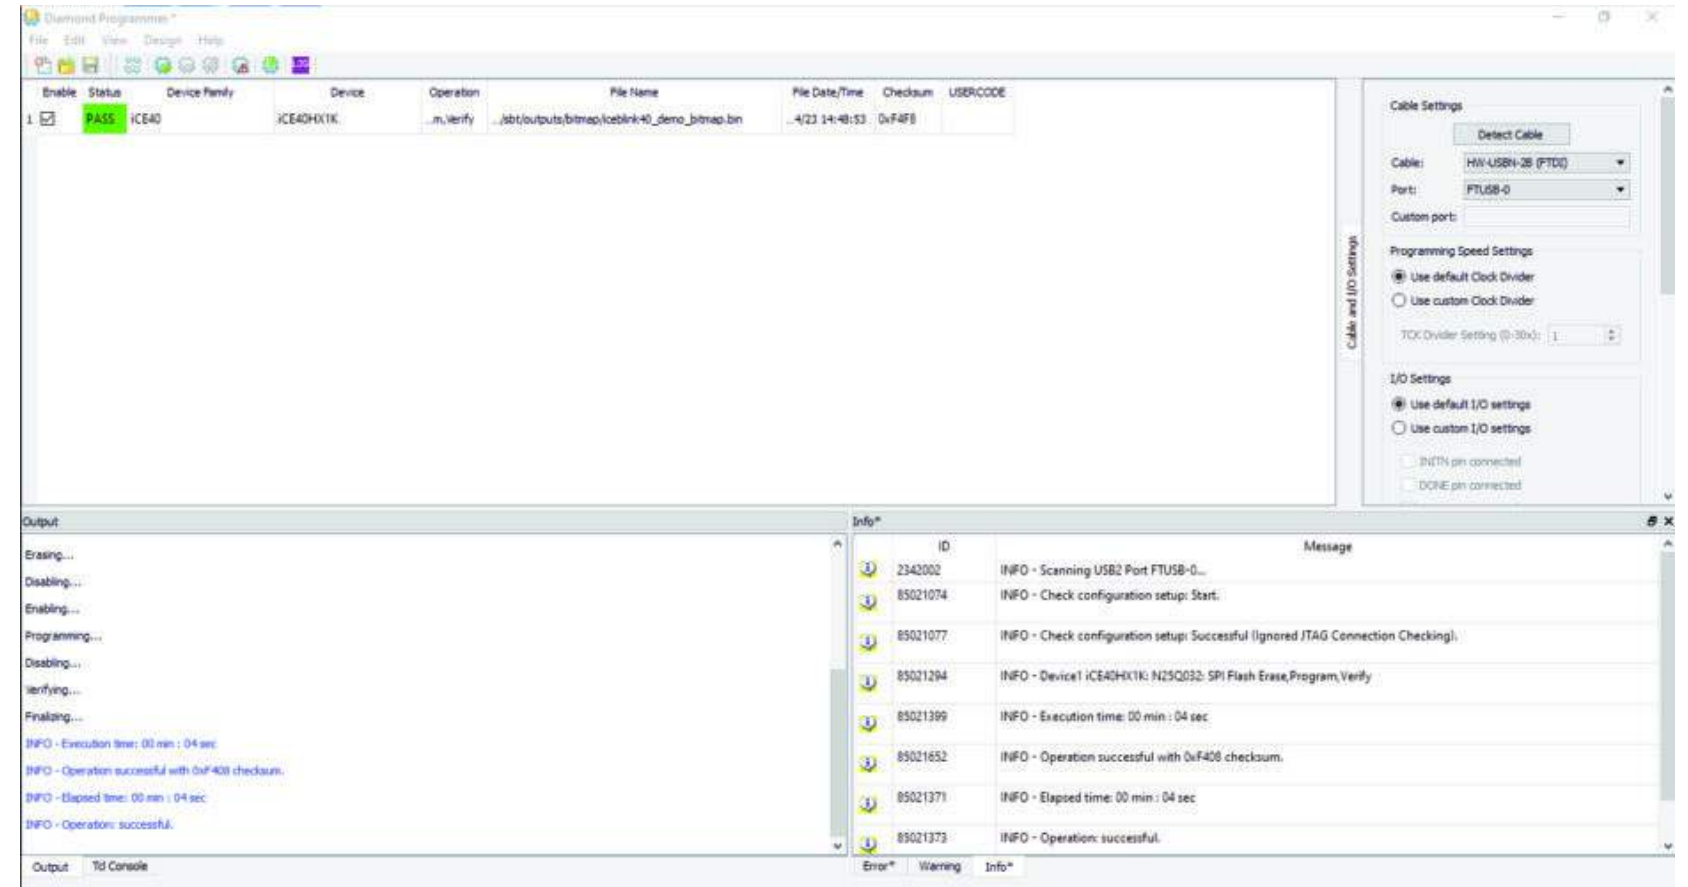 Diamond Programmer *
File Edit View Design Help
LOG
Enable Status Device Family Device Operation File Name File Date/Time Checksum USERCODE
1 PASS iCE40 iCE40HX1K ...m,Verify .../sbt/outputs/bitmap/iceblink40_demo_bitmap.bin ...4/23 14:48:53 0xF4F8
Cable and I/O Settings
Cable Settings
Detect Cable
Cable: HW-USBN-2B (FTDI)
Port: FTUSB-0
Custom port:
Programming Speed Settings
Use default Clock Divider
Use custom Clock Divider
TCK Divider Setting (0-30x): 1
I/O Settings
Use default I/O settings
Use custom I/O settings
INITN pin connected
DONE pin connected
Output
Erasing...
Disabling...
Enabling...
Programming...
Disabling...
Verifying...
Finalizing...
INFO - Execution time: 00 min : 04 sec
INFO - Operation successful with 0xF408 checksum.
INFO - Elapsed time: 00 min : 04 sec
INFO - Operation: successful.
Output Tcl Console
Info*
ID Message
2342002 INFO - Scanning USB2 Port FTUSB-0...
85021074 INFO - Check configuration setup: Start.
85021077 INFO - Check configuration setup: Successful (Ignored JTAG Connection Checking).
85021294 INFO - Device1 iCE40HX1K: N25Q032: SPI Flash Erase,Program,Verify
85021399 INFO - Execution time: 00 min : 04 sec
85021652 INFO - Operation successful with 0xF408 checksum.
85021371 INFO - Elapsed time: 00 min : 04 sec
85021373 INFO - Operation: successful.
Error* Warning Info*